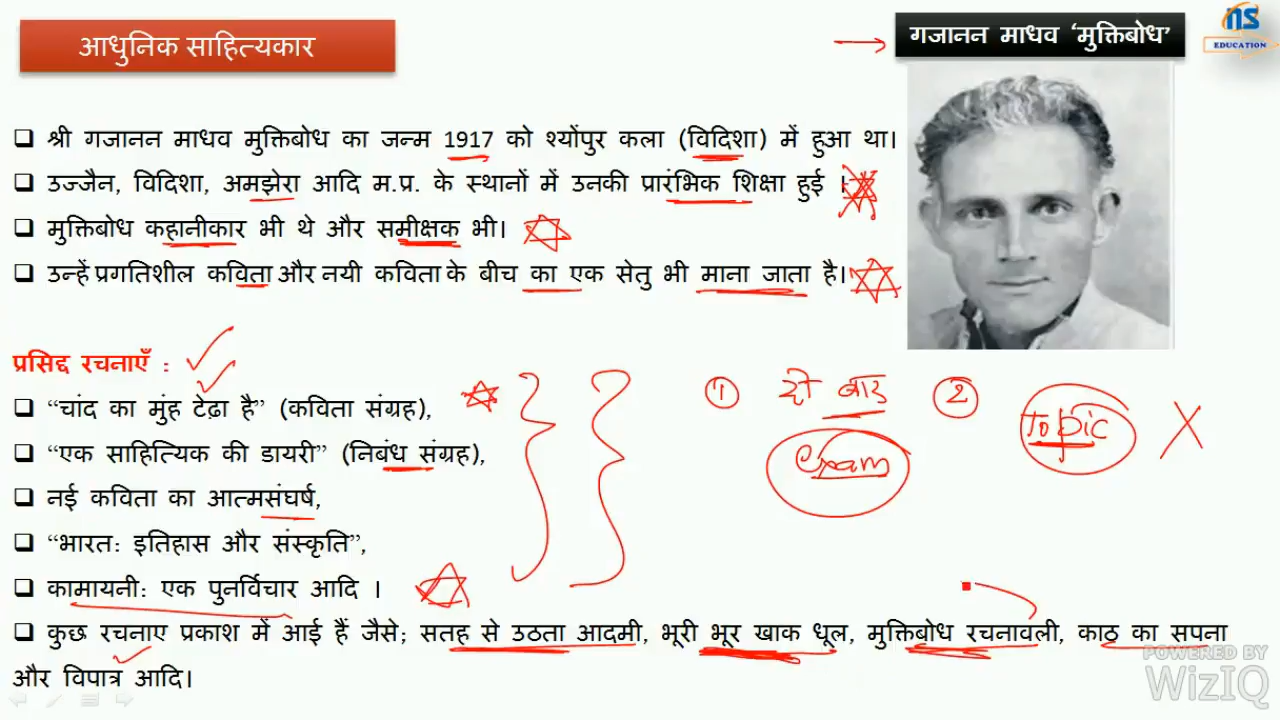 आधुनिक साहित्यकार
गजानन माधव ‘मुक्तिबोध’
ins
EDUCATION
❑ श्री गजानन माधव मुक्तिबोध का जन्म 1917 को श्योंपुर कला (विदिशा) में हुआ था।
❑ उज्जैन, विदिशा, अमझेरा आदि म.प्र. के स्थानों में उनकी प्रारंभिक शिक्षा हुई ।
❑ मुक्तिबोध कहानीकार भी थे और समीक्षक भी।
❑ उन्हें प्रगतिशील कविता और नयी कविता के बीच का एक सेतु भी माना जाता है।
प्रसिद्द रचनाएँ :
❑ “चांद का मुंह टेढ़ा है” (कविता संग्रह),
❑ “एक साहित्यिक की डायरी” (निबंध संग्रह),
❑ नई कविता का आत्मसंघर्ष,
❑ “भारतः इतिहास और संस्कृति”,
❑ कामायनीः एक पुनर्विचार आदि ।
❑ कुछ रचनाए प्रकाश में आई हैं जैसे; सतह से उठता आदमी, भूरी भूर खाक धूल, मुक्तिबोध रचनावली, काठ का सपना
और विपात्र आदि।
① दो बार
exam
② topic
POWERED BY
WizIQ